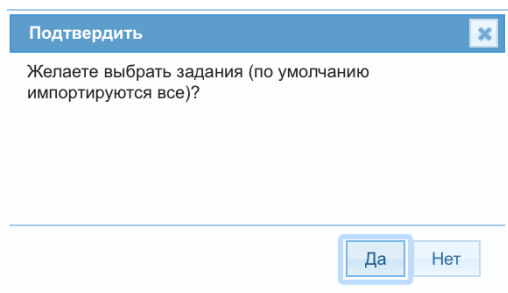 Подтвердить
Желаете выбрать задания (по умолчанию
импортируются все)?
Да
Нет